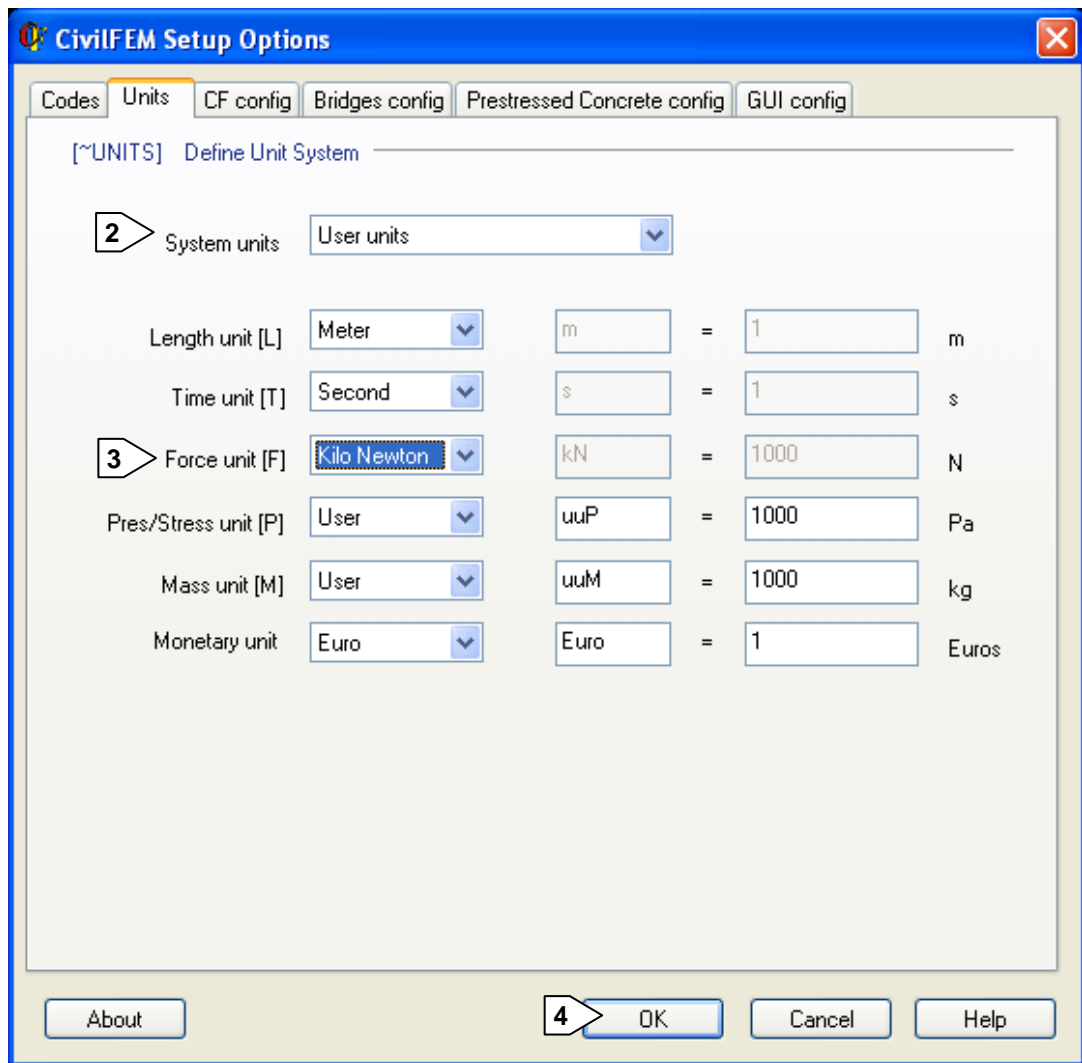 CivilFEM Setup Options
Codes Units CF config Bridges config Prestressed Concrete config GUI config
[~UNITS] Define Unit System
2 System units User units
Length unit [L] Meter m = 1 m
Time unit [T] Second s = 1 s
3 Force unit [F] Kilo Newton kN = 1000 N
Pres/Stress unit [P] User uuP = 1000 Pa
Mass unit [M] User uuM = 1000 kg
Monetary unit Euro Euro = 1 Euros
About 4 OK Cancel Help